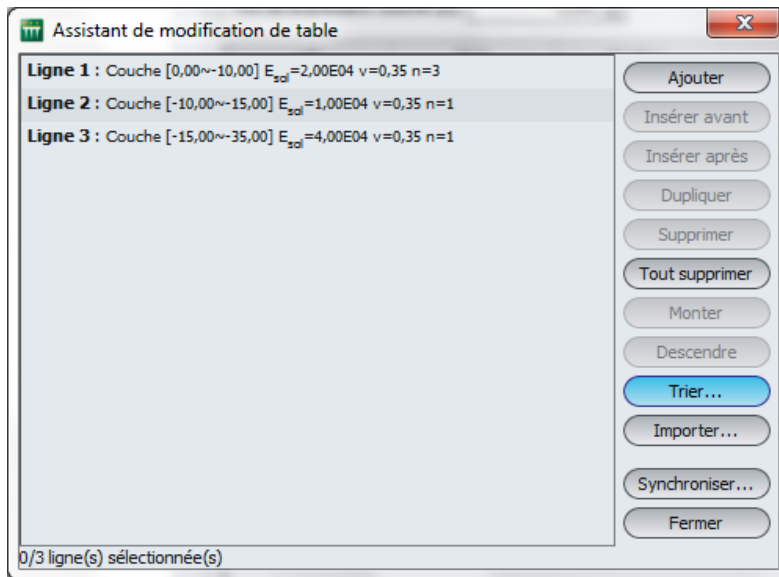 Assistant de modification de table
Ligne 1 : Couche [0,00~-10,00] Esol=2,00E04 v=0,35 n=3
Ligne 2 : Couche [-10,00~-15,00] Esol=1,00E04 v=0,35 n=1
Ligne 3 : Couche [-15,00~-35,00] Esol=4,00E04 v=0,35 n=1
Ajouter
Insérer avant
Insérer après
Dupliquer
Supprimer
Tout supprimer
Monter
Descendre
Trier...
Importer...
Synchroniser...
Fermer
0/3 ligne(s) sélectionnée(s)